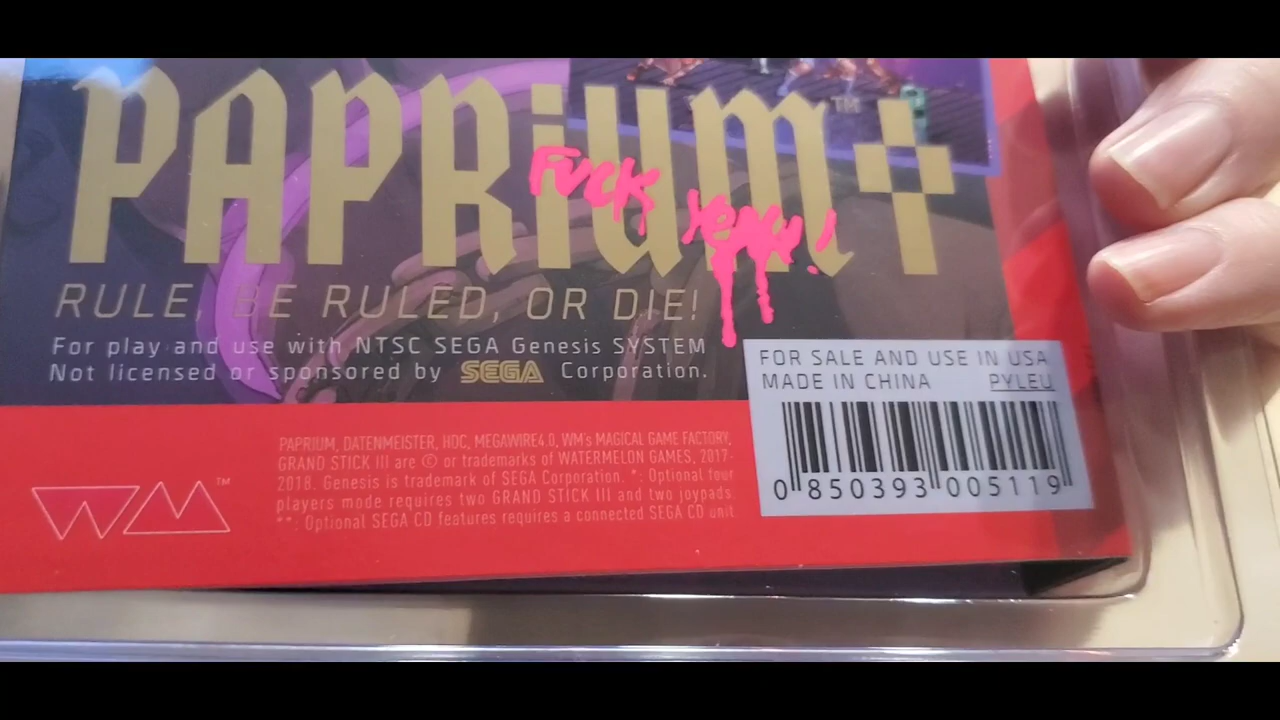 PAPRiUM™
FUCK
RULE, BE RULED, OR DIE!
For play and use with NTSC SEGA Genesis SYSTEM
Not licensed or sponsored by SEGA Corporation.
FOR SALE AND USE IN USA
MADE IN CHINA PYLEU
0 850393 005119
WM™
PAPRIUM, DATENMEISTER, HDC, MEGAWIRE4.0, WM's MAGICAL GAME FACTORY,
GRAND STICK III are © or trademarks of WATERMELON GAMES, 2017-
2018. Genesis is trademark of SEGA Corporation. *: Optional four
players mode requires two GRAND STICK III and two joypads.
**: Optional SEGA CD features requires a connected SEGA CD unit.